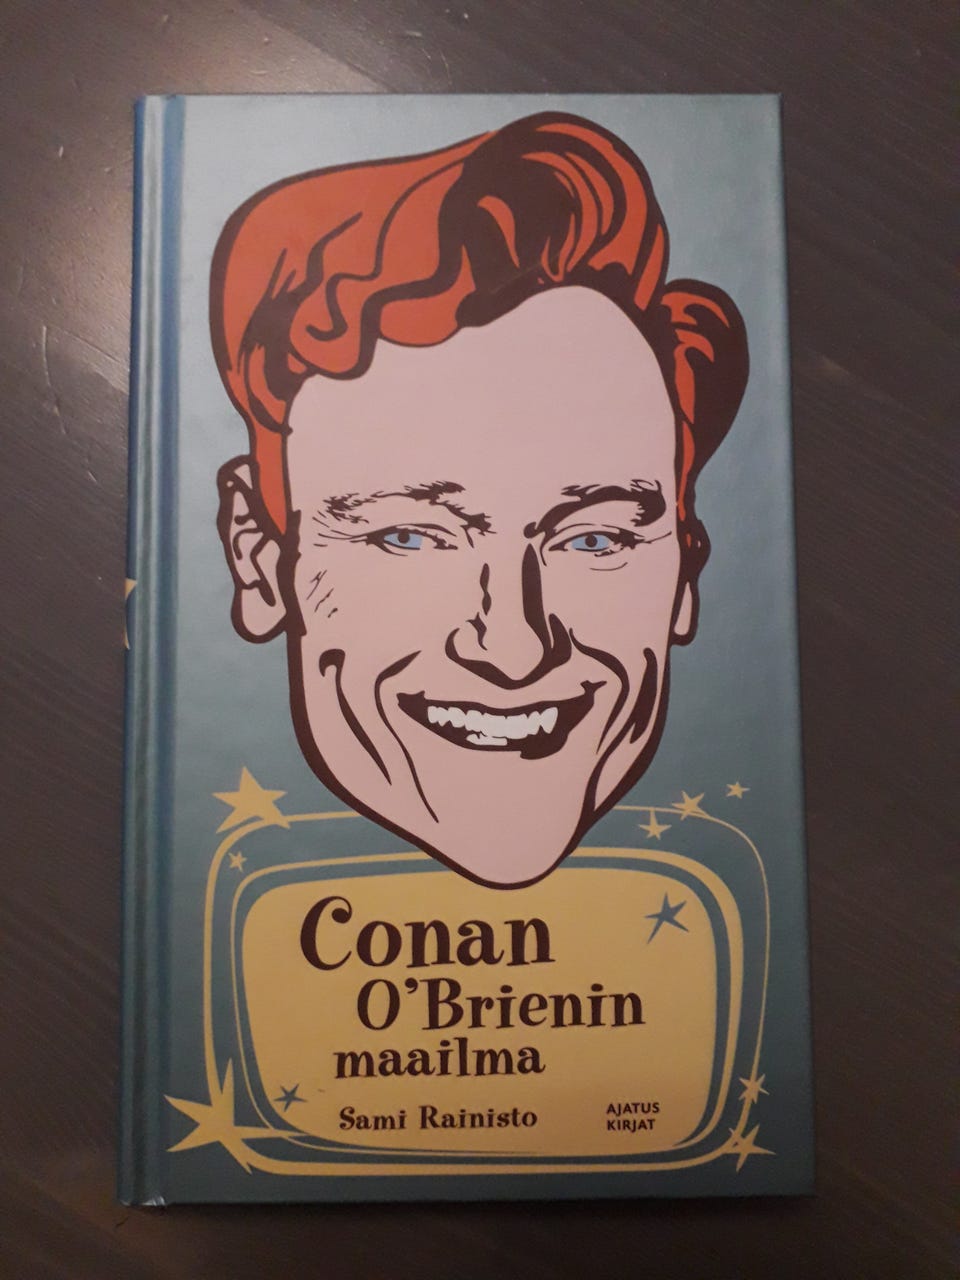 Conan
O'Brienin
maailma
Sami Rainisto
AJATUS
KIRJAT